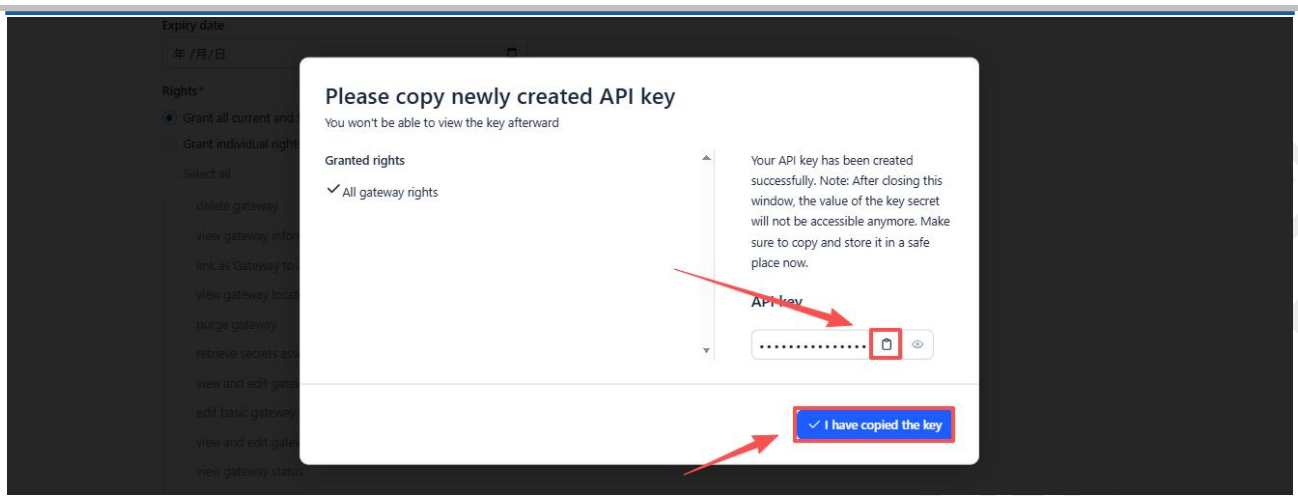 Expiry date
年 /月/日
Rights*
Grant all current and
Grant individual right
Select all
delete gateway
view gateway infor
link as Gateway to
view gateway locat
purge gateway
retrieve secrets ass
view and edit gate
edit basic gateway
view and edit gate
view gateway status
Please copy newly created API key
You won't be able to view the key afterward
Granted rights
All gateway rights
Your API key has been created
successfully. Note: After closing this
window, the value of the key secret
will not be accessible anymore. Make
sure to copy and store it in a safe
place now.
API key
•••••••••••••••
I have copied the key